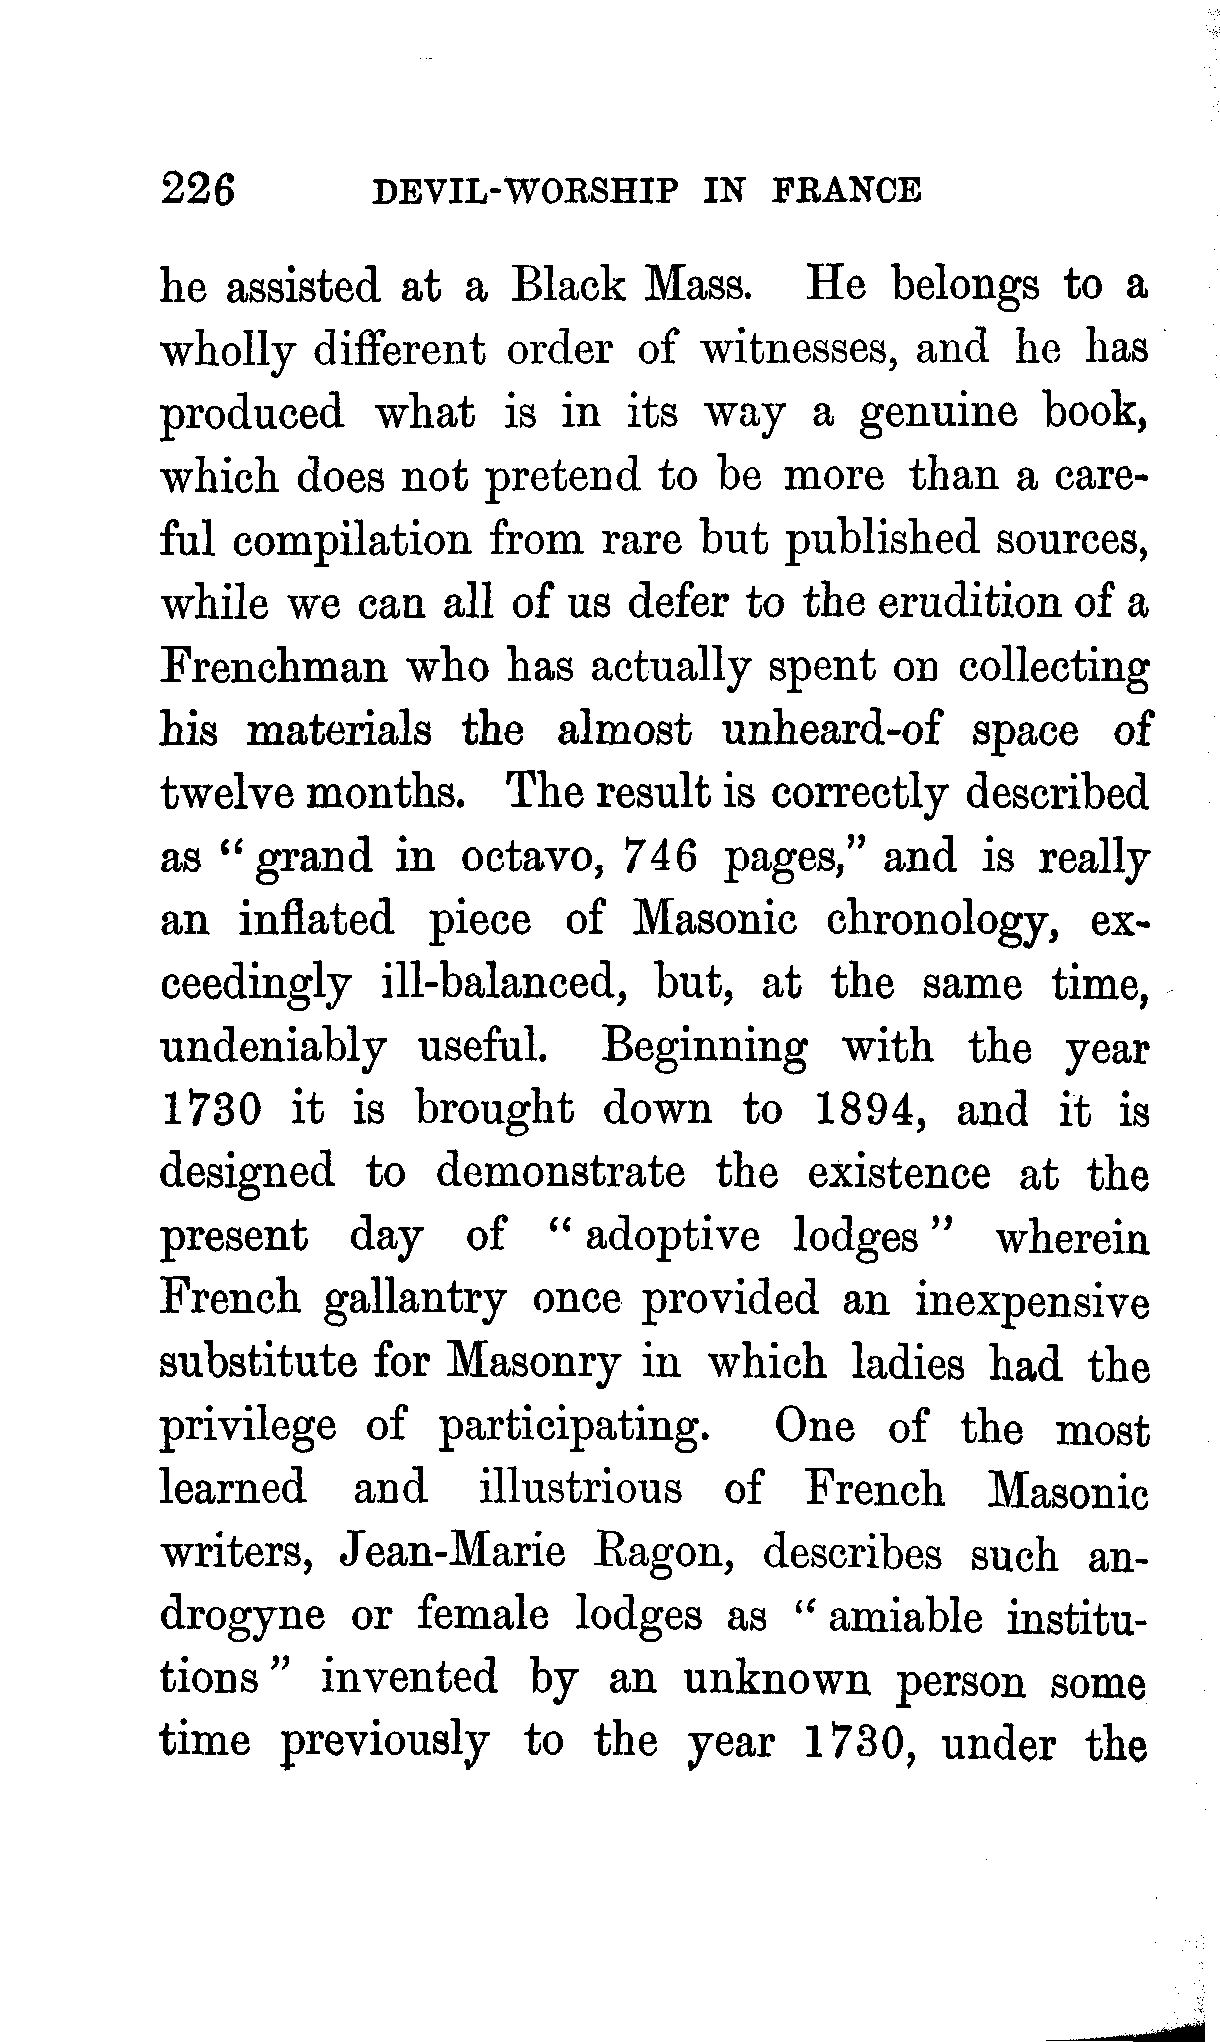 226 DEVIL-WORSHIP IN FRANCE
he assisted at a Black Mass. He belongs to a
wholly different order of witnesses, and he has
produced what is in its way a genuine book,
which does not pretend to be more than a care-
ful compilation from rare but published sources,
while we can all of us defer to the erudition of a
Frenchman who has actually spent on collecting
his materials the almost unheard-of space of
twelve months. The result is correctly described
as “ grand in octavo, 746 pages,” and is really
an inflated piece of Masonic chronology, ex-
ceedingly ill-balanced, but, at the same time,
undeniably useful. Beginning with the year
1730 it is brought down to 1894, and it is
designed to demonstrate the existence at the
present day of “ adoptive lodges ” wherein
French gallantry once provided an inexpensive
substitute for Masonry in which ladies had the
privilege of participating. One of the most
learned and illustrious of French Masonic
writers, Jean-Marie Ragon, describes such an-
drogyne or female lodges as “ amiable institu-
tions ” invented by an unknown person some
time previously to the year 1730, under the